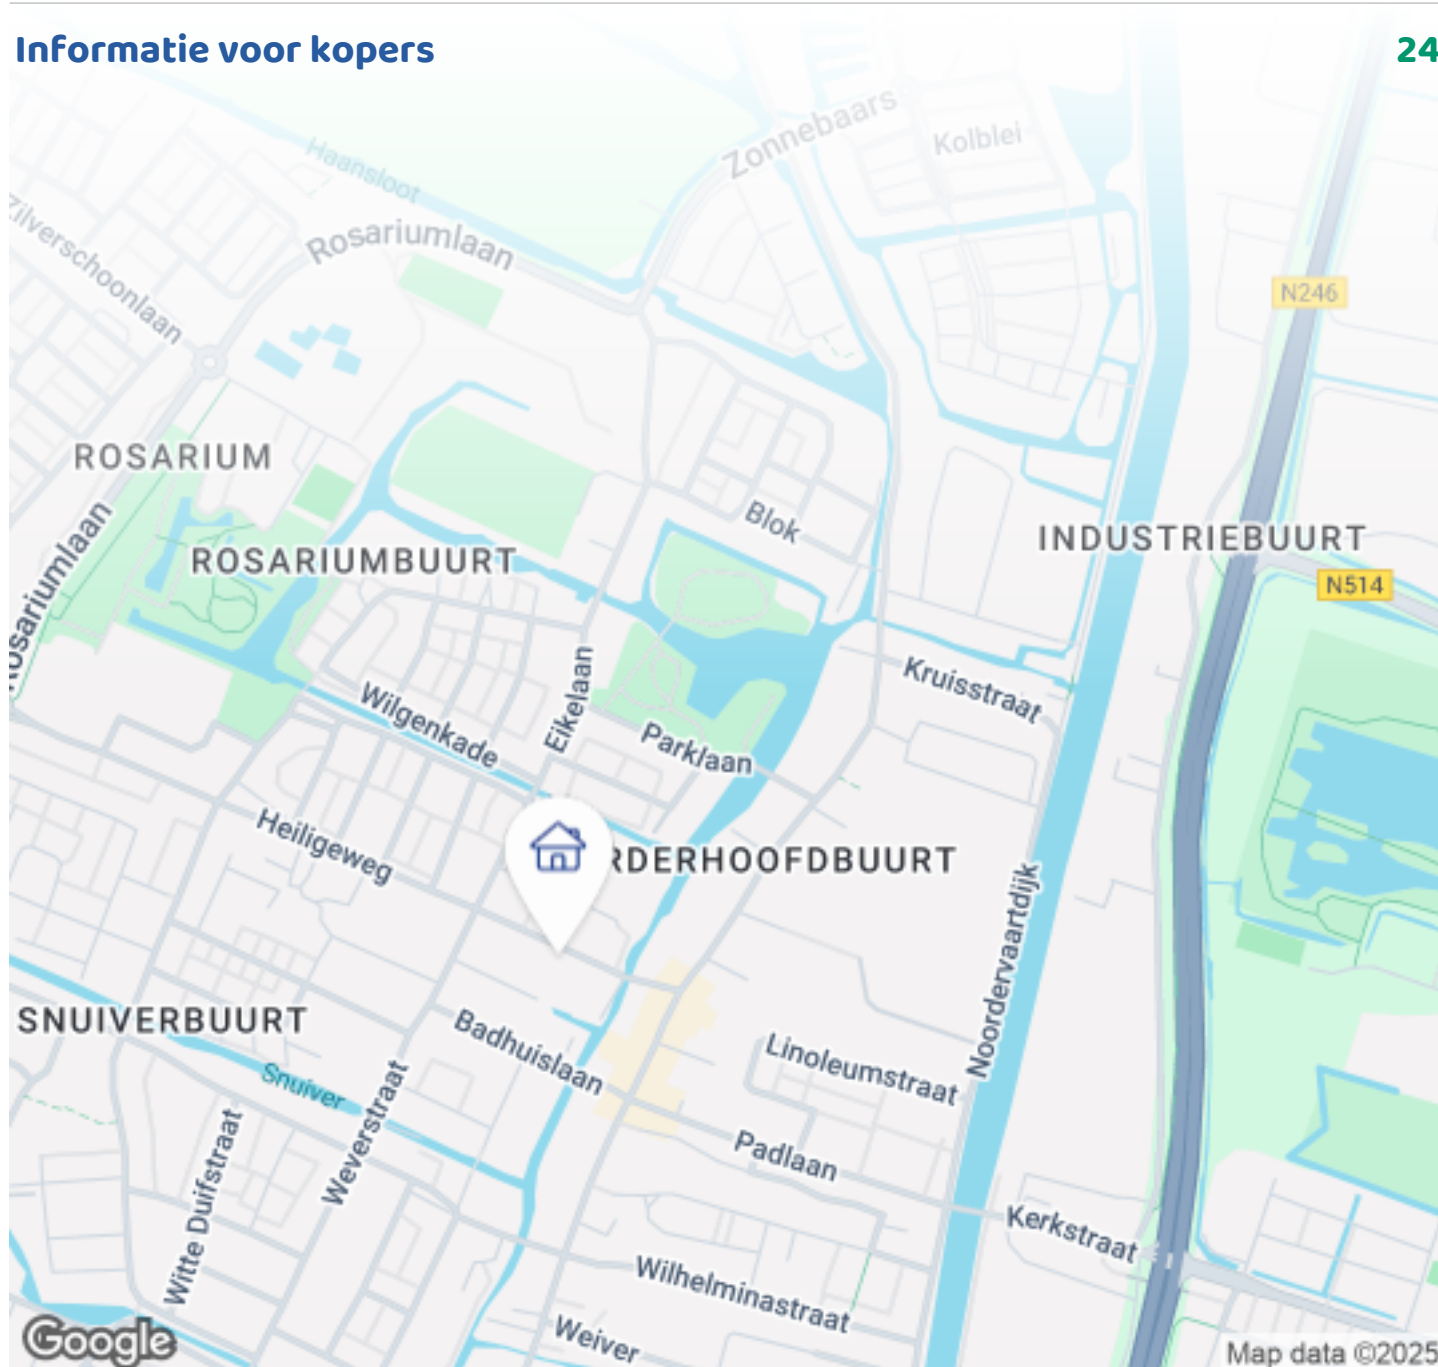 Informatie voor kopers
24
Zonnebaars
Kolblei
Haansloot
Zilverschoonlaan
Rosariumlaan
N246
ROSARIUM
Blok
Rosariumlaan
ROSARIUMBUURT
INDUSTRIEBUURT
N514
Eikelaan
Wilgenkade
Kruisstraat
Parklaan
Heiligeweg
RDERHOOFDBUURT
Noordervaartdijk
SNUIVERBUURT
Badhuislaan
Linoleumstraat
Snuiver
Weverstraat
Witte Duifstraat
Padlaan
Kerkstraat
Wilhelminastraat
Weiver
Google
Map data ©2025